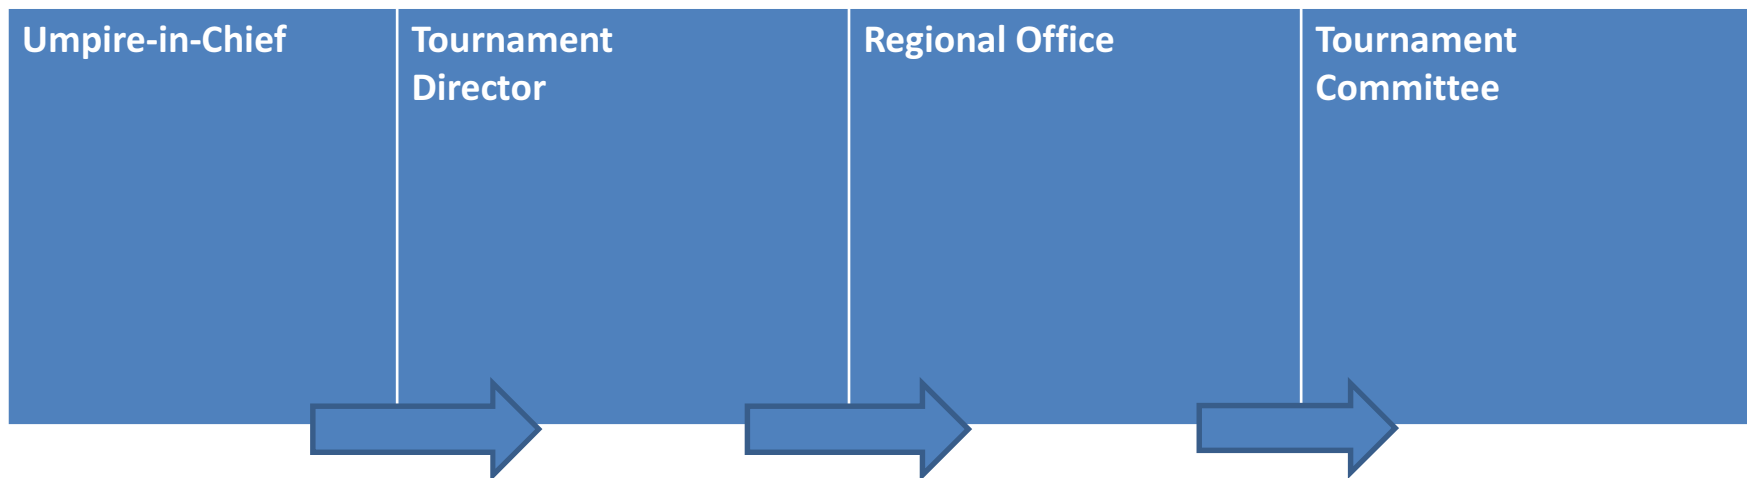 Umpire-in-Chief
Tournament
Director
Regional Office
Tournament
Committee